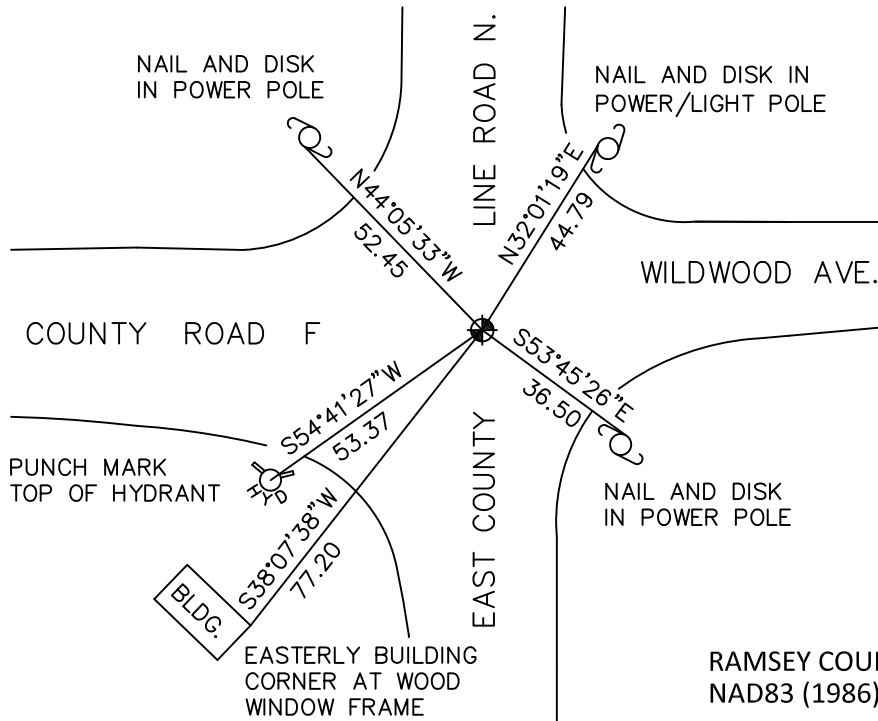 NAIL AND DISK
IN POWER POLE
LINE ROAD N.
NAIL AND DISK IN
POWER/LIGHT POLE
N44°05'33"W
52.45
N32°01'19"E
44.79
WILDWOOD AVE.
COUNTY ROAD F
S54°41'27"W
53.37
S53°45'26"E
36.50
PUNCH MARK
TOP OF HYDRANT
HYD
S38°07'38"W
77.20
EAST COUNTY
NAIL AND DISK
IN POWER POLE
BLDG.
EASTERLY BUILDING
CORNER AT WOOD
WINDOW FRAME
RAMSEY COU
NAD83 (1986)